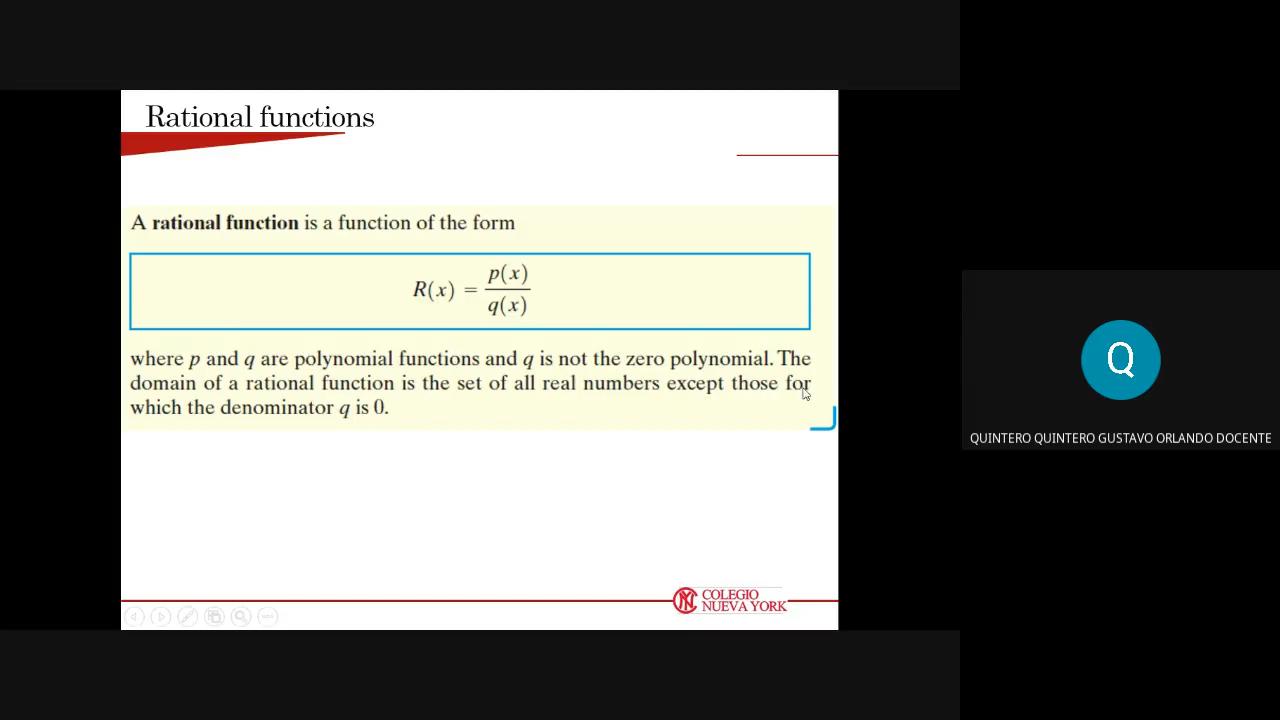 Rational functions
A rational function is a function of the form
R(x) = p(x)/q(x)
where p and q are polynomial functions and q is not the zero polynomial. The
domain of a rational function is the set of all real numbers except those for
which the denominator q is 0.
COLEGIO
NUEVA YORK
Q
QUINTERO QUINTERO GUSTAVO ORLANDO DOCENTE